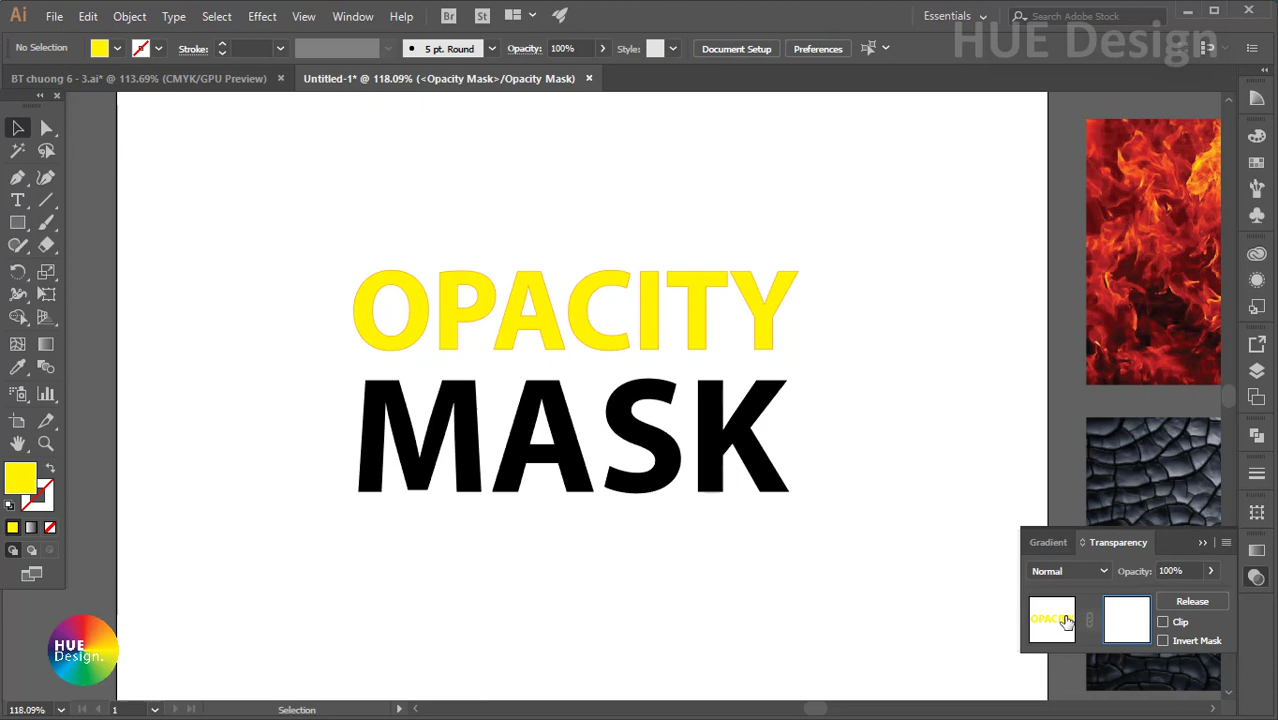 Ai File Edit Object Type Select Effect View Window Help Br St Essentials Search Adobe Stock
HUE Design
No Selection Stroke: 5 pt. Round Opacity: 100% Style: Document Setup Preferences
BT chuong 6 - 3.ai* @ 113.69% (CMYK/GPU Preview) × Untitled-1* @ 118.09% (<Opacity Mask>/Opacity Mask) ×
OPACITY
MASK
Gradient Transparency
Normal Opacity: 100%
Release
Clip
Invert Mask
HUE
Design.
118.09% 1 Selection